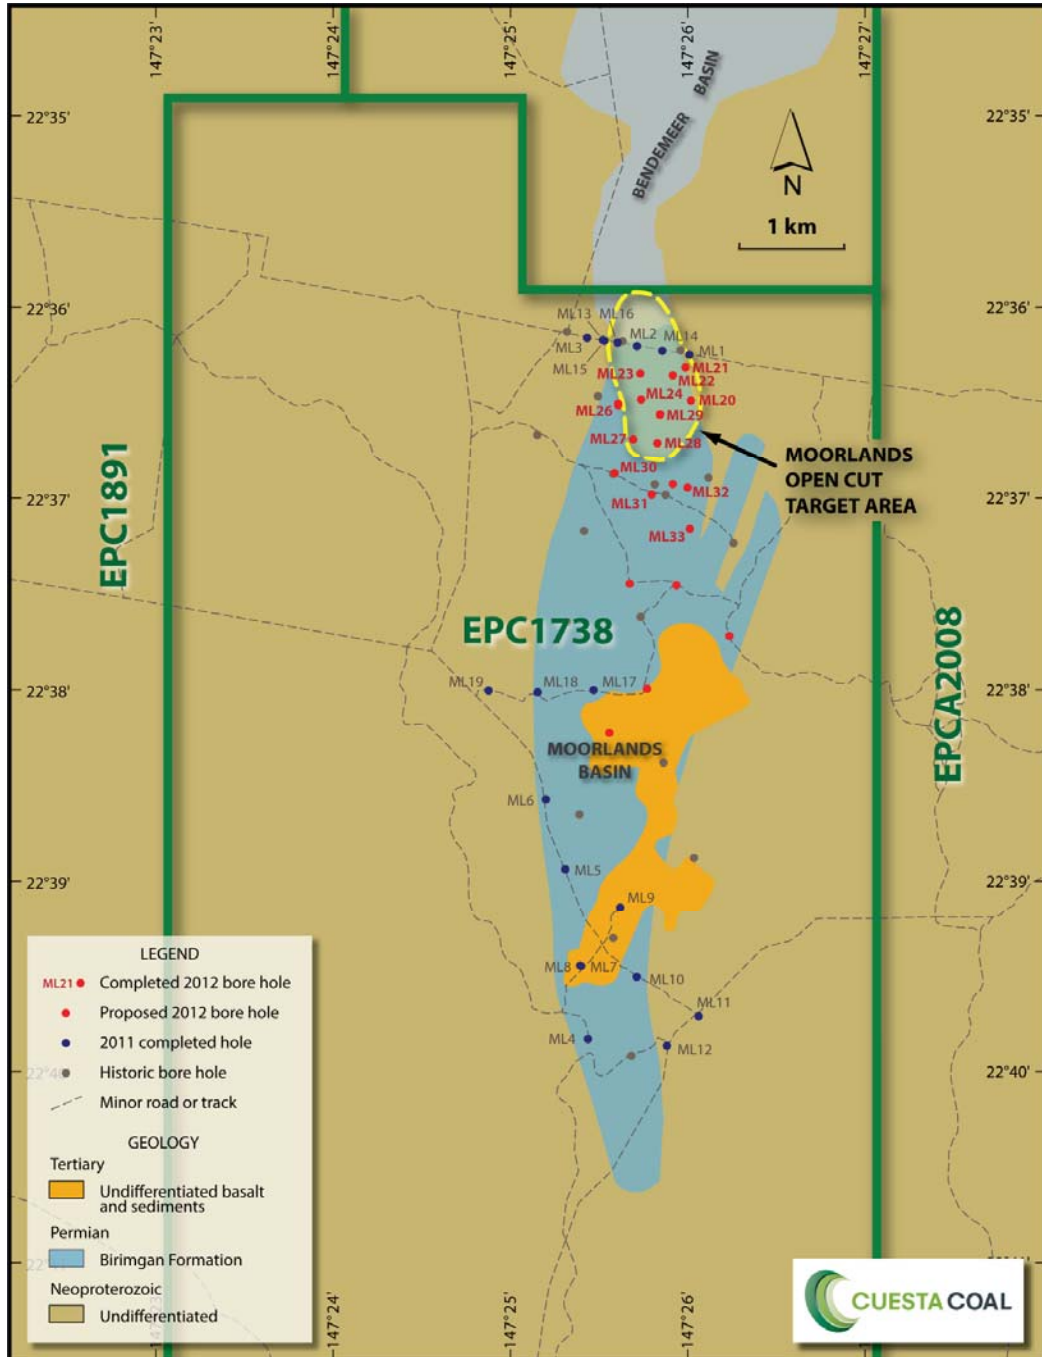 147°23'
147°24'
147°25'
147°26'
147°27'
22°35'
22°35'
BENDEMEER BASIN
N
1 km
22°36'
22°36'
ML13
ML16
ML3
ML2
ML14
ML1
ML15
ML23
ML21
ML22
ML24
ML20
ML26
ML29
ML27
ML28
MOORLANDS
OPEN CUT
TARGET AREA
ML30
22°37'
22°37'
ML31
ML32
ML33
EPC1891
EPC1738
EPCA2008
ML19
ML18
ML17
22°38'
22°38'
MOORLANDS
BASIN
ML6
ML5
22°39'
22°39'
ML9
ML8
ML7
ML10
ML11
ML4
ML12
22°40'
22°40'
LEGEND
ML21 Completed 2012 bore hole
Proposed 2012 bore hole
2011 completed hole
Historic bore hole
Minor road or track
GEOLOGY
Tertiary
Undifferentiated basalt
and sediments
Permian
Birimgan Formation
Neoproterozoic
Undifferentiated
147°24'
147°25'
147°26'
CUESTA COAL